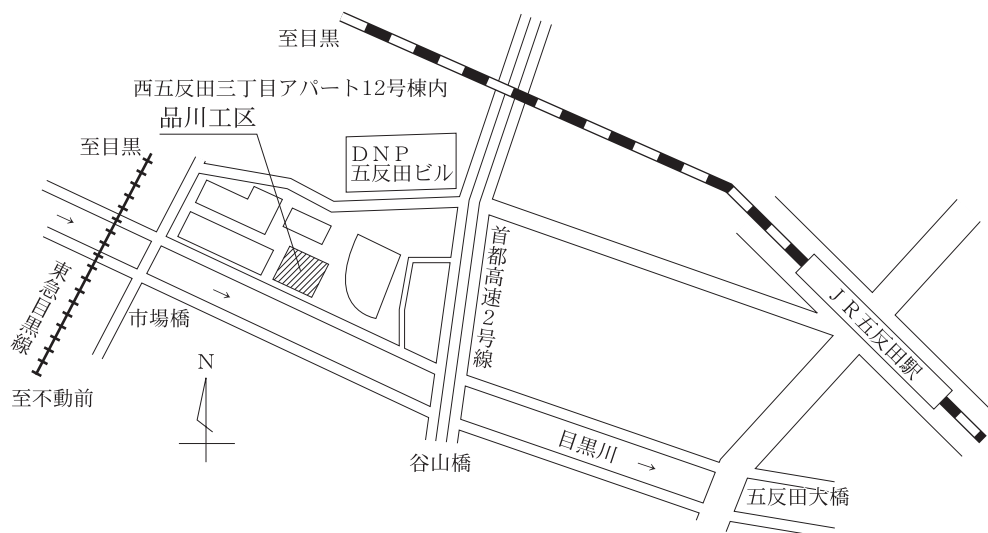 至目黒
西五反田三丁目アパート12号棟内
品川工区
至目黒
ＤＮＰ
五反田ビル
首都高速2号線
東急目黒線
市場橋
ＪＲ五反田駅
至不動前
N
目黒川
谷山橋
五反田大橋